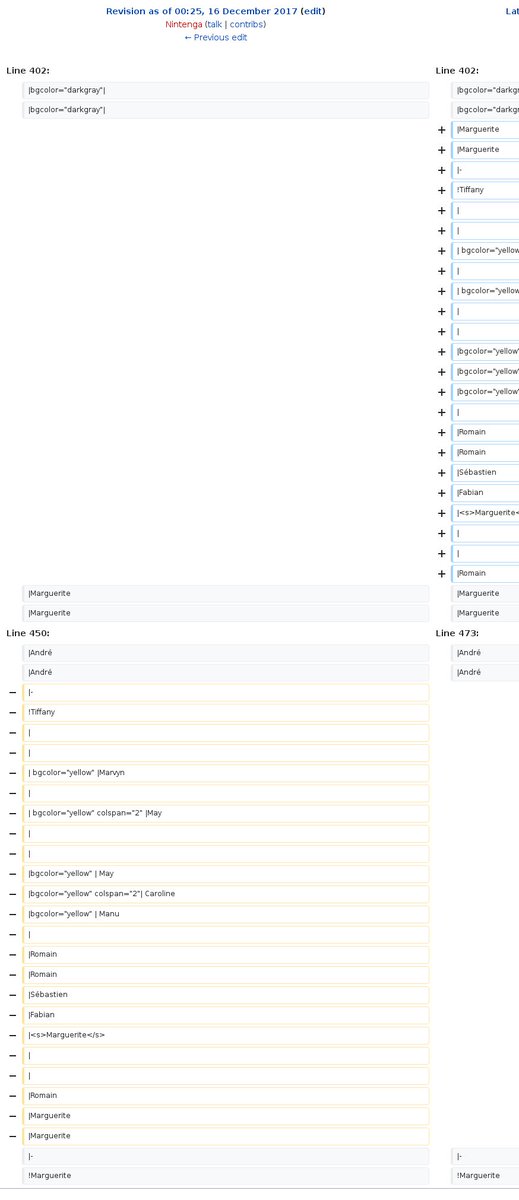 Revision as of 00:25, 16 December 2017 (edit)
Nintenga (talk | contribs)
← Previous edit
Line 402:
|bgcolor="darkgray"|
|bgcolor="darkgray"|
|Marguerite
|Marguerite
Line 450:
|André
|André
− |-
− !Tiffany
− |
− |
− | bgcolor="yellow" |Marvyn
− |
− | bgcolor="yellow" colspan="2" |May
− |
− |
− |bgcolor="yellow" | May
− |bgcolor="yellow" colspan="2"| Caroline
− |bgcolor="yellow" | Manu
− |
− |Romain
− |Romain
− |Sébastien
− |Fabian
− |<s>Marguerite</s>
− |
− |
− |Romain
− |Marguerite
− |Marguerite
|-
!Marguerite
Lat
Line 402:
|bgcolor="darkgr
|bgcolor="darkgr
+ |Marguerite
+ |Marguerite
+ |-
+ !Tiffany
+ |
+ |
+ | bgcolor="yellow
+ |
+ | bgcolor="yellow
+ |
+ |
+ |bgcolor="yellow"
+ |bgcolor="yellow"
+ |bgcolor="yellow"
+ |
+ |Romain
+ |Romain
+ |Sébastien
+ |Fabian
+ |<s>Marguerite<
+ |
+ |
+ |Romain
|Marguerite
|Marguerite
Line 473:
|André
|André
|-
!Marguerite